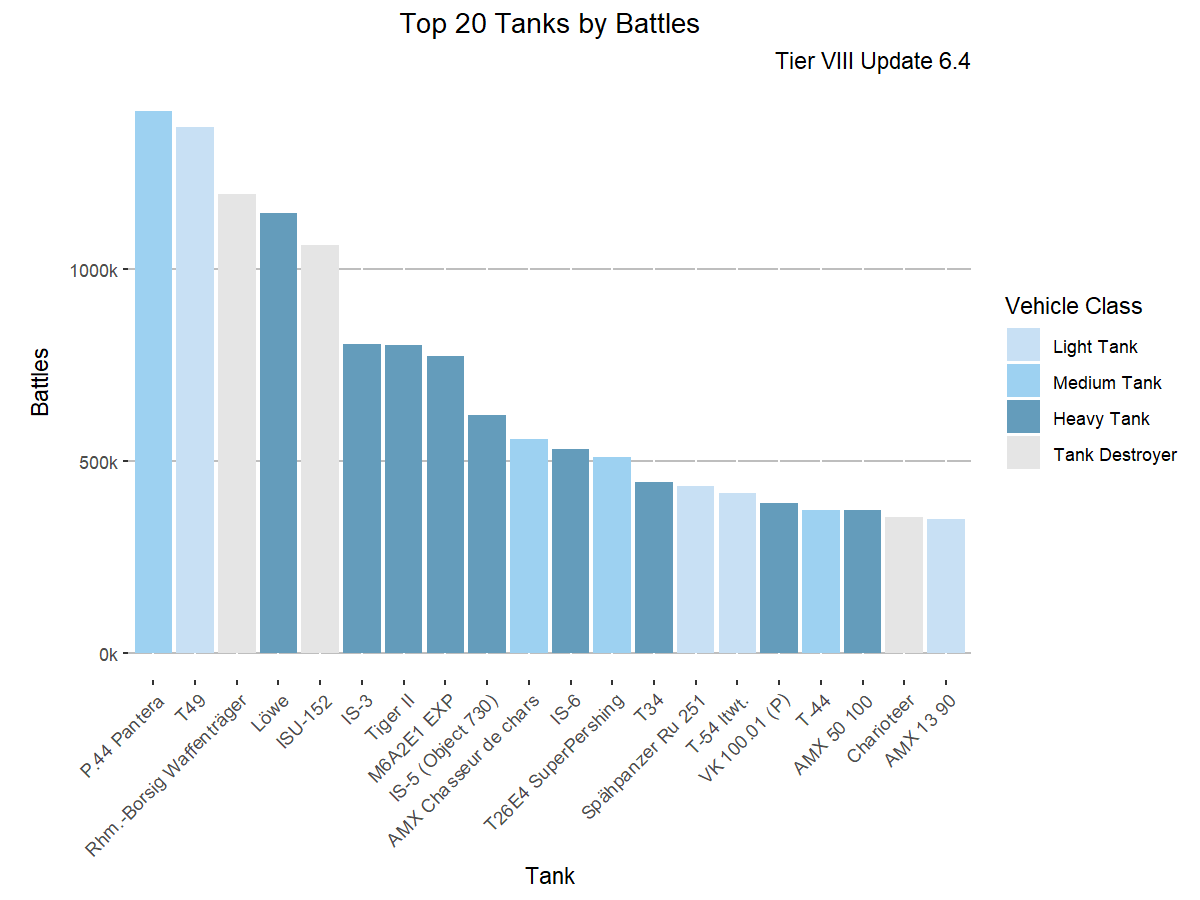 Top 20 Tanks by Battles
Tier VIII Update 6.4
Battles
1000k
500k
0k
P.44 Pantera
T49
Rhm.-Borsig Waffenträger
Löwe
ISU-152
IS-3
Tiger II
M6A2E1 EXP
IS-5 (Object 730)
AMX Chasseur de chars
IS-6
T26E4 SuperPershing
T34
Spähpanzer Ru 251
T-54 ltwt.
VK 100.01 (P)
T-44
AMX 50 100
Charioteer
AMX 13 90
Tank
Vehicle Class
Light Tank
Medium Tank
Heavy Tank
Tank Destroyer